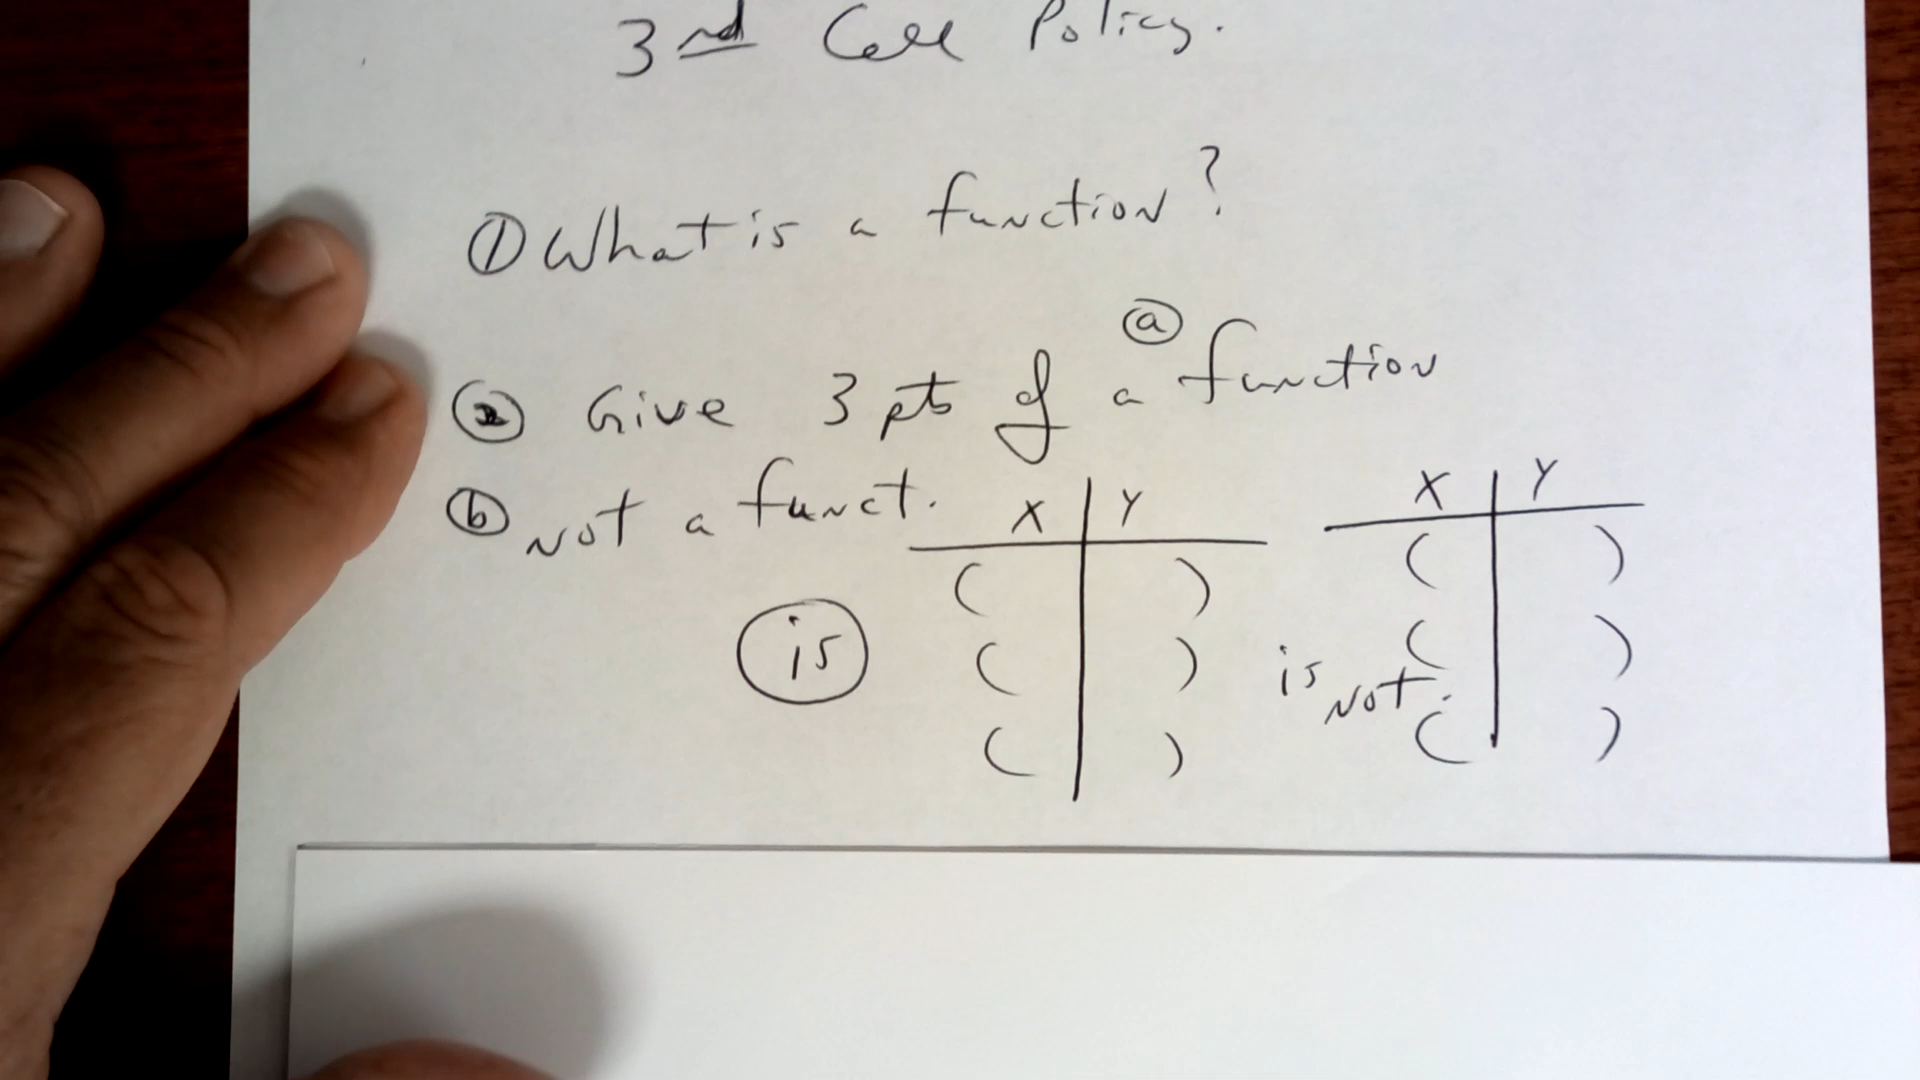 3rd Cell Policy.
① What is a function?
ⓐ
② Give 3 pts of a function
ⓑ Not a funct.
X Y
X Y
( )
( )
is
( )
( )
is not.
( )
( )